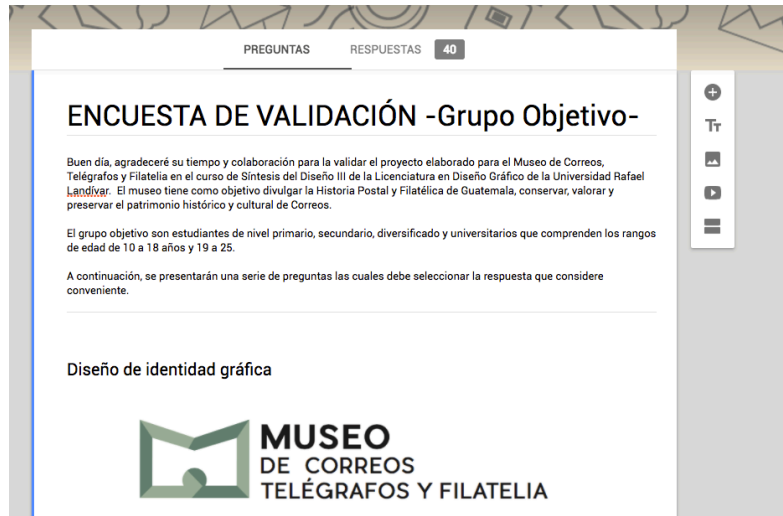 PREGUNTAS RESPUESTAS 40
ENCUESTA DE VALIDACIÓN -Grupo Objetivo-
Buen día, agradeceré su tiempo y colaboración para la validar el proyecto elaborado para el Museo de Correos,
Telégrafos y Filatelia en el curso de Síntesis del Diseño III de la Licenciatura en Diseño Gráfico de la Universidad Rafael
Landívar. El museo tiene como objetivo divulgar la Historia Postal y Filatélica de Guatemala, conservar, valorar y
preservar el patrimonio histórico y cultural de Correos.
El grupo objetivo son estudiantes de nivel primario, secundario, diversificado y universitarios que comprenden los rangos
de edad de 10 a 18 años y 19 a 25.
A continuación, se presentarán una serie de preguntas las cuales debe seleccionar la respuesta que considere
conveniente.
Diseño de identidad gráfica
MUSEO
DE CORREOS
TELÉGRAFOS Y FILATELIA
Tт